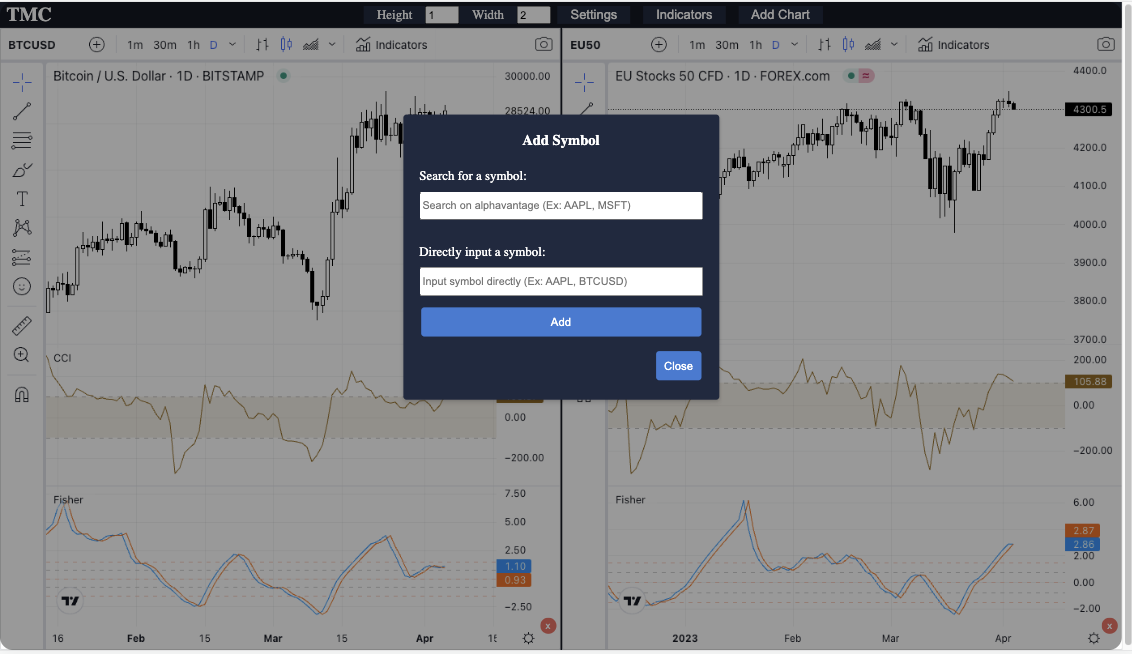 TMC
Height 1 Width 2 Settings Indicators Add Chart
BTCUSD 1m 30m 1h D Indicators
EU50 1m 30m 1h D Indicators
Bitcoin / U.S. Dollar · 1D · BITSTAMP
30000.00
28524.00
CCI
0.00
−200.00
Fisher
7.50
5.00
2.50
1.10
0.93
−2.50
16 Feb 15 Mar 15 Apr
x
EU Stocks 50 CFD · 1D · FOREX.com
4400.0
4300.5
4200.0
4100.0
4000.0
3900.0
3800.0
3700.0
200.00
105.88
0.00
−200.00
Fisher
6.00
2.87
2.86
2.00
0.00
−2.00
2023 Feb Mar Apr
x
Add Symbol
Search for a symbol:
Search on alphavantage (Ex: AAPL, MSFT)
Directly input a symbol:
Input symbol directly (Ex: AAPL, BTCUSD)
Add
Close